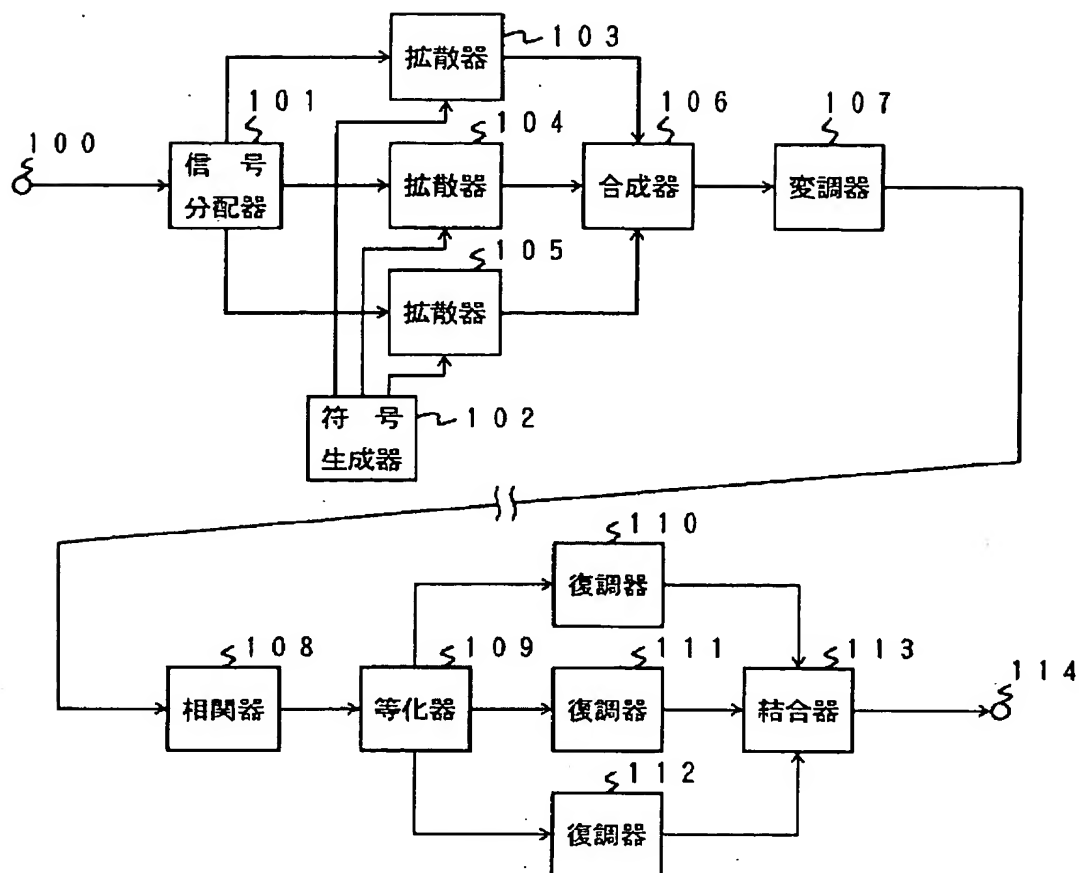 103
拡散器
101
104
106
107
100
信号
分配器
拡散器
合成器
変調器
105
拡散器
符号
生成器
102
110
復調器
108
109
111
113
114
相関器
等化器
復調器
結合器
112
復調器